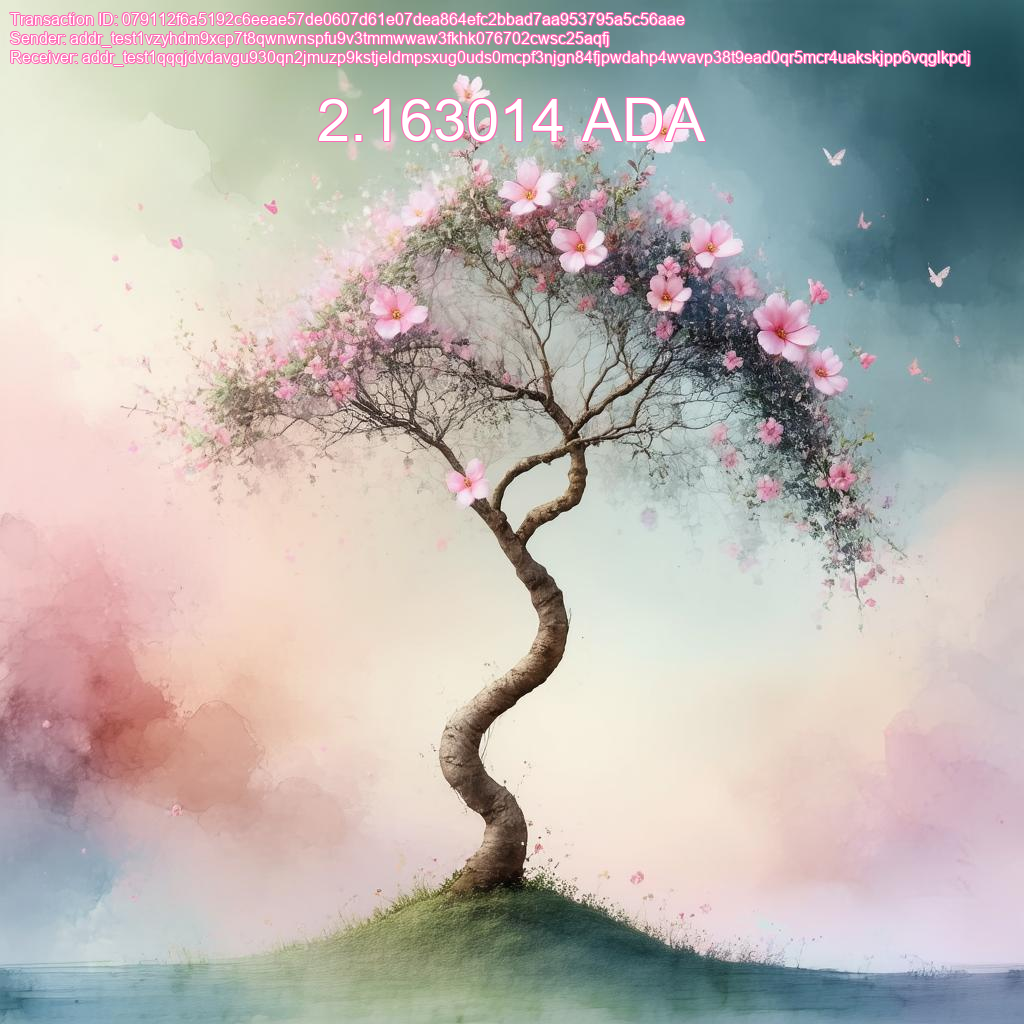 Transaction ID: 079112f6a5192c6eeae57de0607d61e07dea864efc2bbad7aa953795a5c56aae
Sender: addr_test1vzyhdm9xcp7t8qwnwnspfu9v3tmmwwaw3fkhk076702cwsc25aqfj
Receiver: addr_test1qqqjdvdavgu930qn2jmuzp9kstjeldmpsxug0uds0mcpf3njgn84fjpwdahp4wvavp38t9ead0qr5mcr4uakskjpp6vqglkpdj
2.163014 ADA